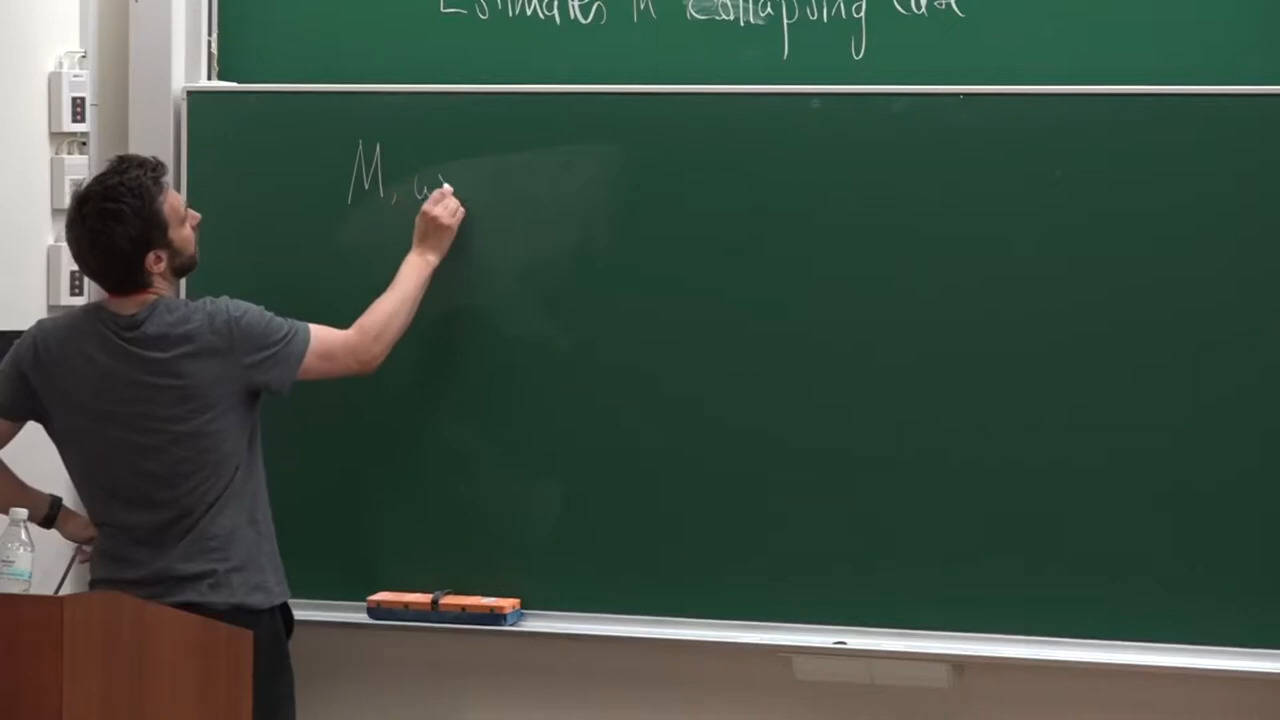 Estimates in collapsing case
M, ω